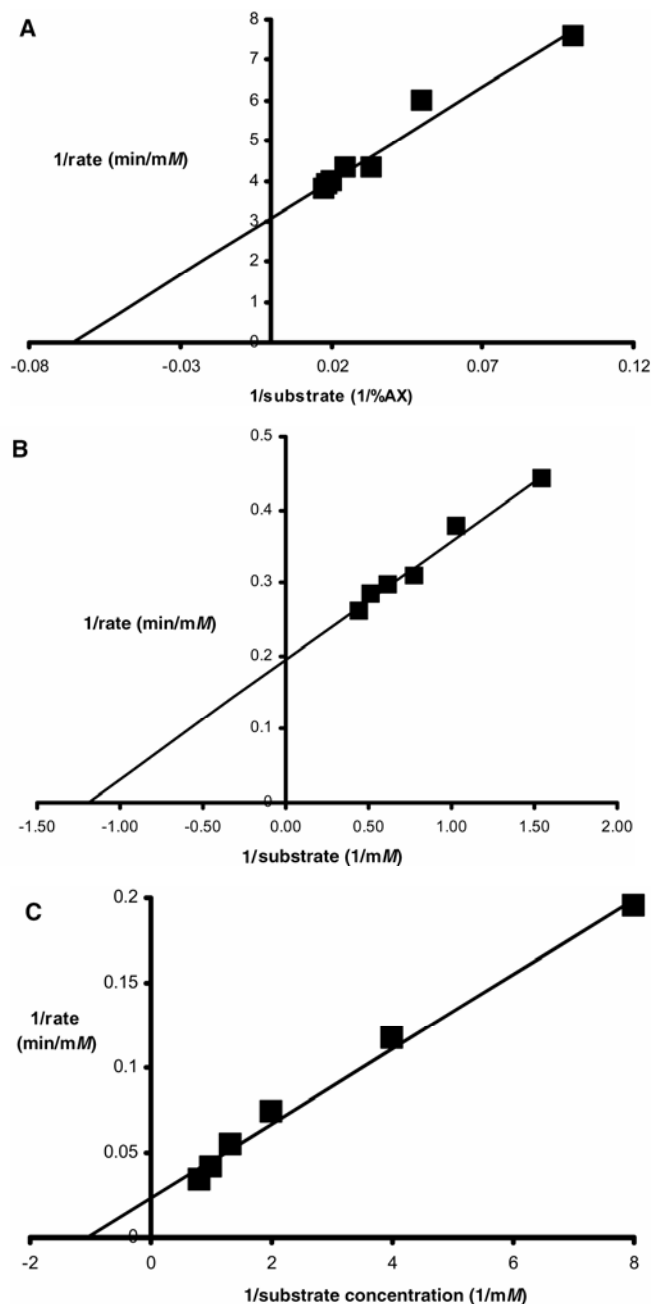 A
8
7
6
5
4
3
2
1
0
1/rate (min/mM)
-0.08 -0.03 0.02 0.07 0.12
1/substrate (1/%AX)
B
0.5
0.4
0.3
0.2
0.1
0
1/rate (min/mM)
-1.50 -1.00 -0.50 0.00 0.50 1.00 1.50 2.00
1/substrate (1/mM)
C
0.2
0.15
0.1
0.05
0
1/rate
(min/mM)
-2 0 2 4 6 8
1/substrate concentration (1/mM)